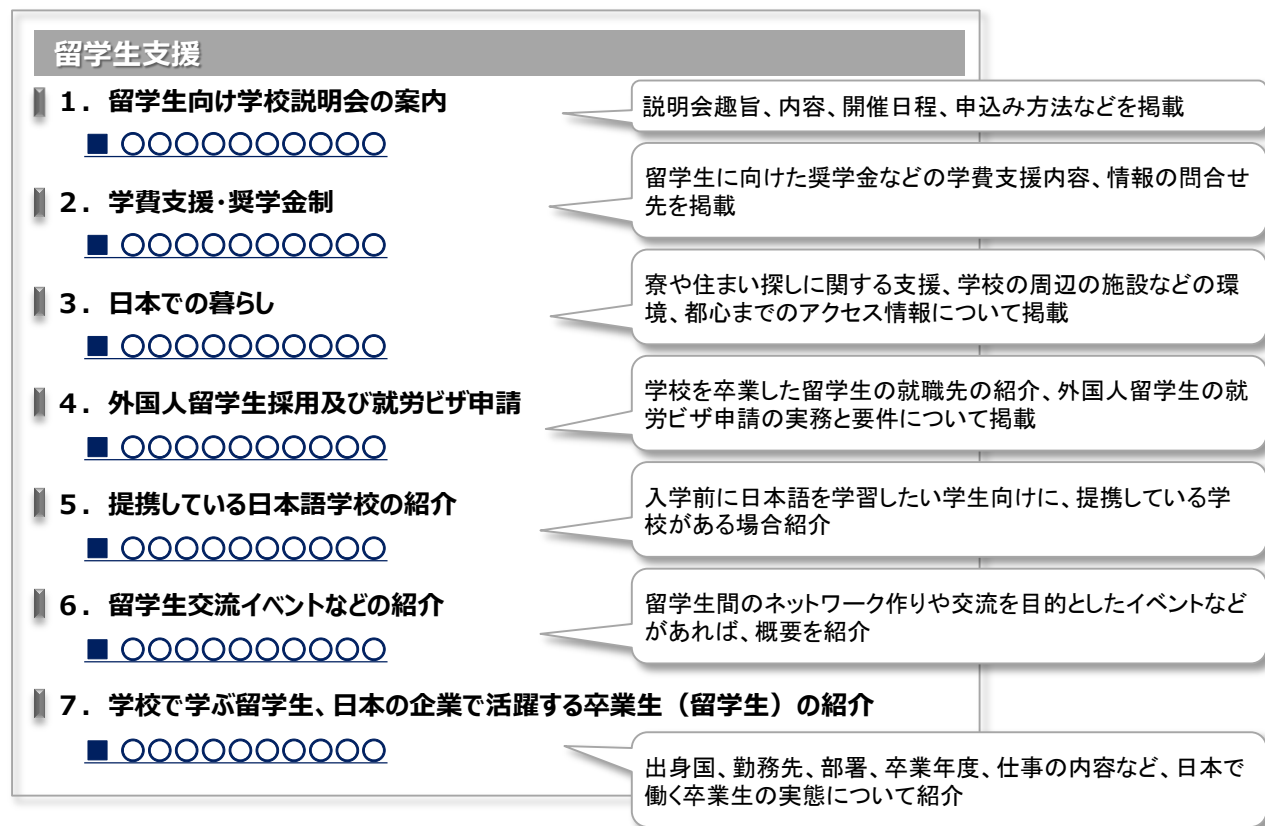 留学生支援
1．留学生向け学校説明会の案内
説明会趣旨、内容、開催日程、申込み方法などを掲載
■ 〇〇〇〇〇〇〇〇〇〇
2．学費支援・奨学金制
留学生に向けた奨学金などの学費支援内容、情報の問合せ
先を掲載
■ 〇〇〇〇〇〇〇〇〇〇
3．日本での暮らし
寮や住まい探しに関する支援、学校の周辺の施設などの環
境、都心までのアクセス情報について掲載
■ 〇〇〇〇〇〇〇〇〇〇
4．外国人留学生採用及び就労ビザ申請
学校を卒業した留学生の就職先の紹介、外国人留学生の就
労ビザ申請の実務と要件について掲載
■ 〇〇〇〇〇〇〇〇〇〇
5．提携している日本語学校の紹介
入学前に日本語を学習したい学生向けに、提携している学
校がある場合紹介
■ 〇〇〇〇〇〇〇〇〇〇
6．留学生交流イベントなどの紹介
留学生間のネットワーク作りや交流を目的としたイベントなど
があれば、概要を紹介
■ 〇〇〇〇〇〇〇〇〇〇
7．学校で学ぶ留学生、日本の企業で活躍する卒業生（留学生）の紹介
■ 〇〇〇〇〇〇〇〇〇〇
出身国、勤務先、部署、卒業年度、仕事の内容など、日本で
働く卒業生の実態について紹介